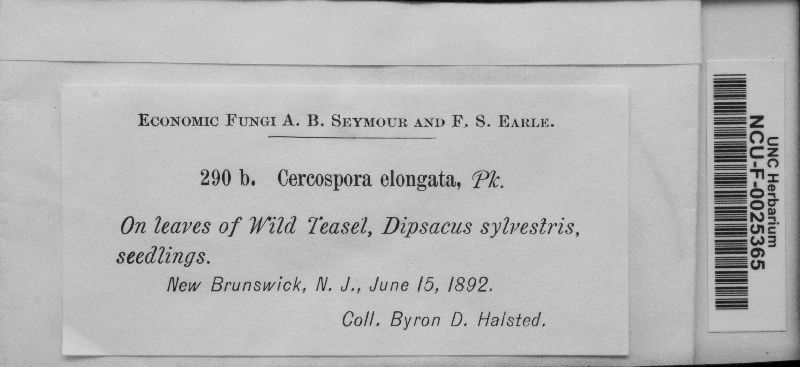 Economic Fungi A. B. Seymour and F. S. Earle.
290 b. Cercospora elongata, Pk.
On leaves of Wild Teasel, Dipsacus sylvestris,
seedlings.
New Brunswick, N. J., June 15, 1892.
Coll. Byron D. Halsted.
UNC Herbarium
NCU-F-0025365